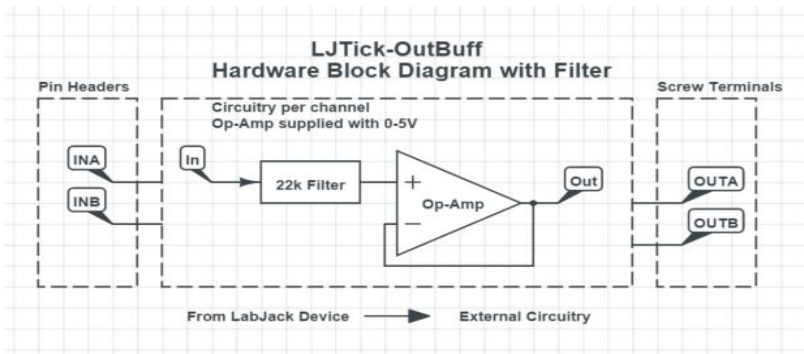 LJTick-OutBuff
Hardware Block Diagram with Filter
Pin Headers
Screw Terminals
Circuitry per channel
Op-Amp supplied with 0-5V
INA
INB
In
22k Filter
+
Op-Amp
−
Out
OUTA
OUTB
From LabJack Device
External Circuitry